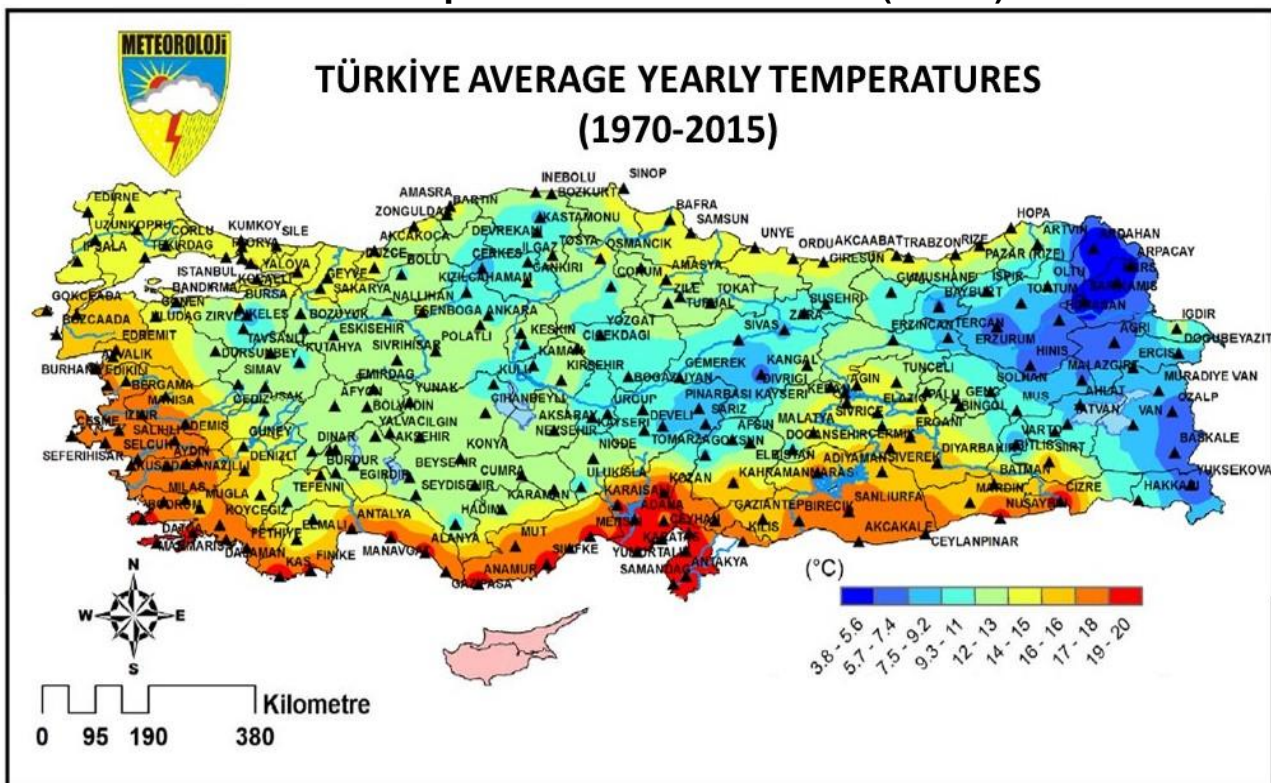 METEOROLOJİ
TÜRKİYE AVERAGE YEARLY TEMPERATURES
(1970-2015)
SINOP
INEBOLU
BOZKURT
AMASRA
BARTIN
EDIRNE
ZONGULDAK
KASTAMONU
BAFRA
SAMSUN
HOPA
UZUNKOPRU
CORLU
KUMKOY
SILE
AKCAKOCA
DEVREKANI
TOSYA
OSMANCIK
UNYE
ORDU
AKCAABAT
TRABZON
RIZE
ARTVIN
ARDAHAN
IPSALA
TEKIRDAG
FLORYA
DUZCE
BOLU
CERKES
ILGAZ
GIRESUN
PAZAR (RIZE)
ARPACAY
ISTANBUL
YALOVA
GEYVE
KIZILCAHAMAM
CANKIRI
CORUM
AMASYA
GUMUSHANE
ISPIR
OLTU
KARS
BANDIRMA
KOCAELI
SAKARYA
ZILE
TOKAT
SUSEHRI
BAYBURT
TORTUM
SARIKAMIS
GOKCEADA
GONEN
BURSA
NALLIHAN
TURHAL
HORASAN
BOZCAADA
ULUDAG ZIRVE
KELES
BOZUYUK
ESENBOGA
ANKARA
YOZGAT
ZARA
ERZINCAN
TERCAN
AGRI
IGDIR
EDREMIT
TAVSANLI
ESKISEHIR
POLATLI
KESKIN
CICEKDAGI
SIVAS
ERZURUM
DOGUBEYAZIT
AYVALIK
DURSUNBEY
KUTAHYA
SIVRIHISAR
KAMAN
KIRSEHIR
GEMEREK
KANGAL
HINIS
MALAZGIRT
ERCIS
BURHANIYE
DIKILI
SIMAV
EMIRDAG
KULU
BOGAZLIYAN
DIVRIGI
AGIN
TUNCELI
SOLHAN
MURADIYE VAN
BERGAMA
YUNAK
PINARBASI KAYSERI
KEBAN
GENC
AHLAT
OZALP
MANISA
GEDIZ
USAK
AFYON
CIHANBEYLI
URGUP
ELAZIG
PALU
BINGOL
MUS
TATVAN
VAN
CESME
IZMIR
BOLVADIN
AKSARAY
DEVELI
SARIZ
MALATYA
SIVRICE
SALIHLI
ODEMIS
YALVAC
ILGIN
NEVSEHIR
KAYSERI
AFSIN
ERGANI
VARTO
SELCUK
GUNEY
DINAR
AKSEHIR
KONYA
NIGDE
TOMARZA
GOKSUN
DOGANSEHIR
CERMIK
DIYARBAKIR
BITLIS
SIIRT
BASKALE
SEFERIHISAR
AYDIN
DENIZLI
BURDUR
EGIRDIR
BEYSEHIR
ELBISTAN
ADIYAMAN
SIVEREK
KUSADASI
NAZILLI
TEFENNI
CUMRA
ULUKISLA
KOZAN
KAHRAMANMARAS
BATMAN
YUKSEKOVA
MILAS
MUGLA
SEYDISEHIR
KARAMAN
KARAISALI
MARDIN
HAKKARI
BODRUM
KOYCEGIZ
ELMALI
ANTALYA
HADIM
ADANA
GAZIANTEP
BIRECIK
SANLIURFA
NUSAYBIN
CIZRE
DATCA
FETHIYE
MUT
MERSIN
CEYHAN
KILIS
AKCAKALE
MARMARIS
DALAMAN
FINIKE
MANAVGAT
ALANYA
SILIFKE
KARATAS
CEYLANPINAR
KAS
ANAMUR
YUMURTALIK
ANTAKYA
GAZIPASA
SAMANDAG
(°C)
3.8 - 5.6
5.7 - 7.4
7.5 - 9.2
9.3 - 11
12 - 13
14 - 15
16 - 16
17 - 18
19 - 20
N
W E
S
Kilometre
0 95 190 380